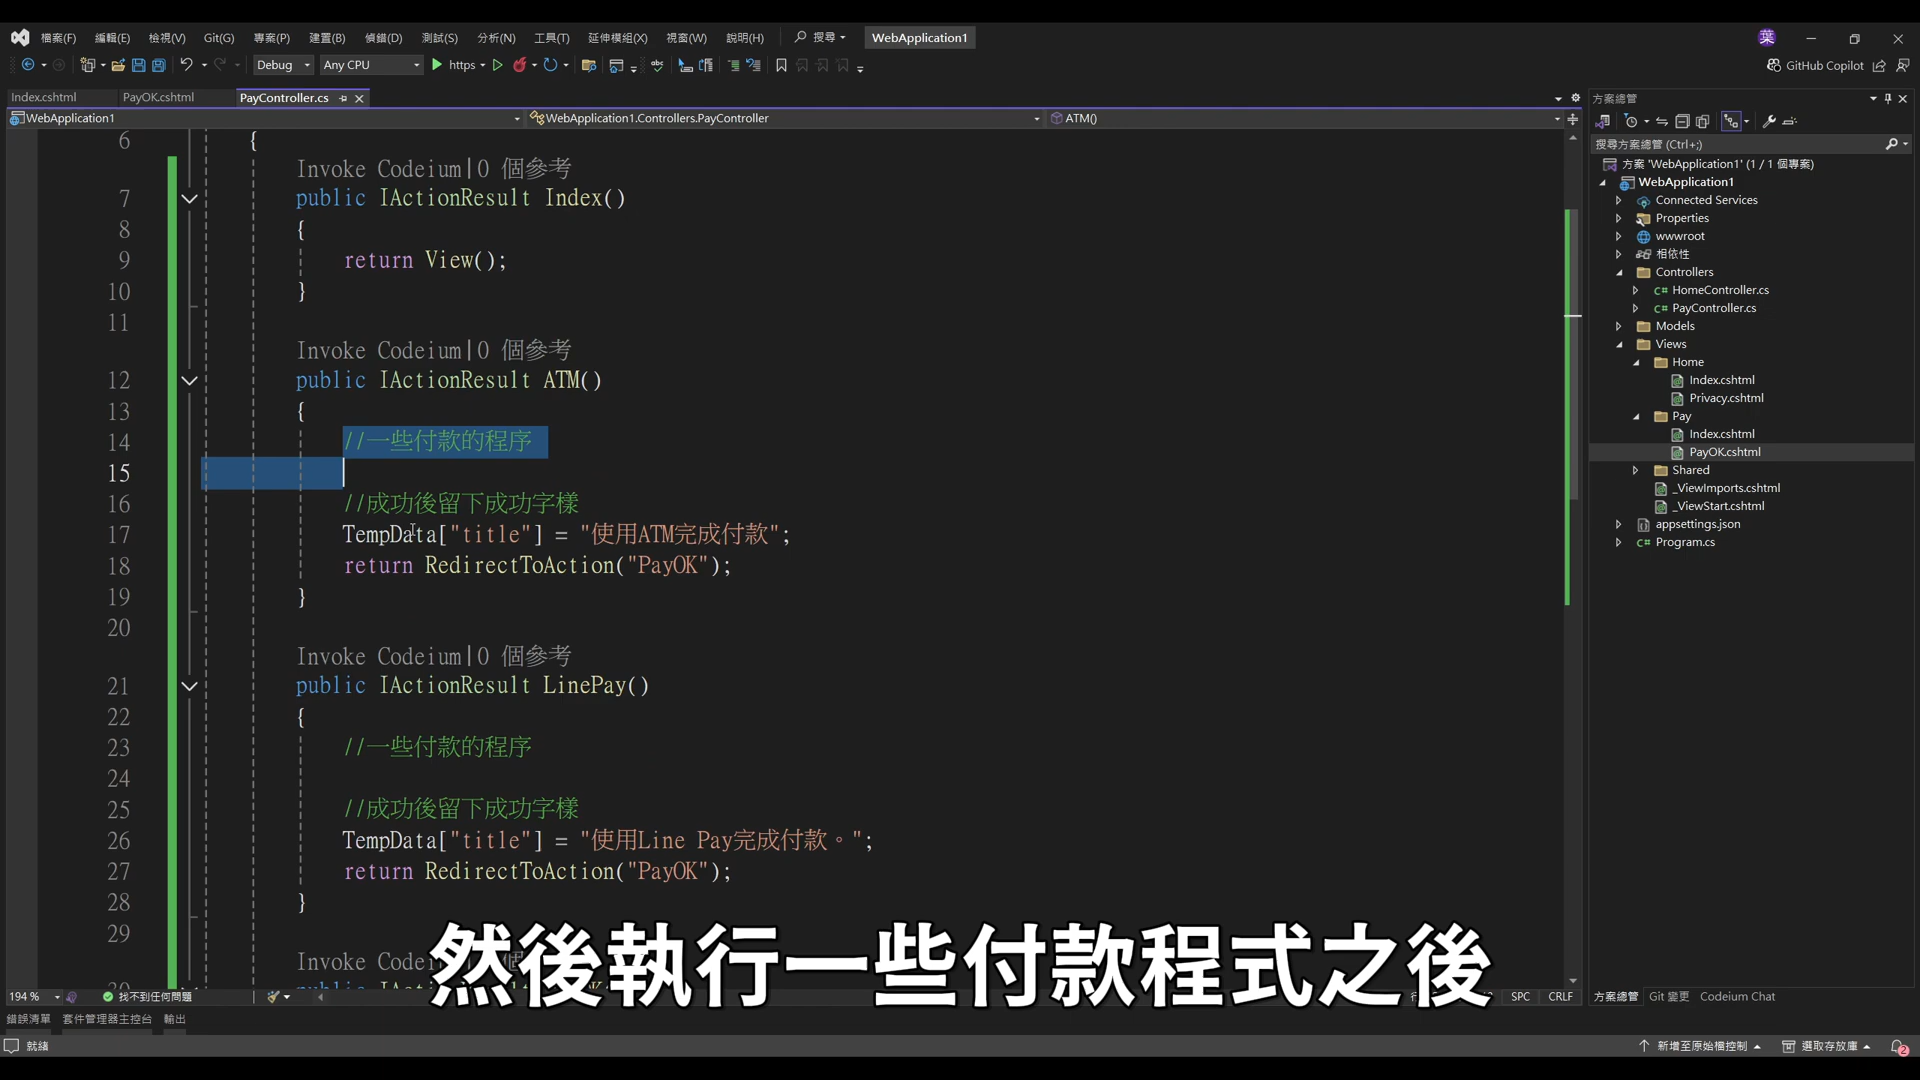 檔案(F) 編輯(E) 檢視(V) Git(G) 專案(P) 建置(B) 偵錯(D) 測試(S) 分析(N) 工具(T) 延伸模組(X) 視窗(W) 說明(H) 搜尋 WebApplication1 葉
Debug Any CPU https GitHub Copilot
Index.cshtml PayOK.cshtml PayController.cs
WebApplication1 WebApplication1.Controllers.PayController ATM()
6 {
Invoke Codeium|0 個參考
7 public IActionResult Index()
8 {
9 return View();
10 }
11
Invoke Codeium|0 個參考
12 public IActionResult ATM()
13 {
14 //一些付款的程序
15
16 //成功後留下成功字樣
17 TempData["title"] = "使用ATM完成付款";
18 return RedirectToAction("PayOK");
19 }
20
Invoke Codeium|0 個參考
21 public IActionResult LinePay()
22 {
23 //一些付款的程序
24
25 //成功後留下成功字樣
26 TempData["title"] = "使用Line Pay完成付款。";
27 return RedirectToAction("PayOK");
28 }
29
Invoke
然後執行一些付款程式之後
194 % 找不到任何問題 SPC CRLF
錯誤清單 套件管理器主控台 輸出
就緒 新增至原始檔控制 選取存放庫 2
方案總管
搜尋方案總管 (Ctrl+;)
方案 'WebApplication1' (1 / 1 個專案)
WebApplication1
Connected Services
Properties
wwwroot
相依性
Controllers
HomeController.cs
PayController.cs
Models
Views
Home
Index.cshtml
Privacy.cshtml
Pay
Index.cshtml
PayOK.cshtml
Shared
_ViewImports.cshtml
_ViewStart.cshtml
appsettings.json
Program.cs
方案總管 Git 變更 Codeium Chat